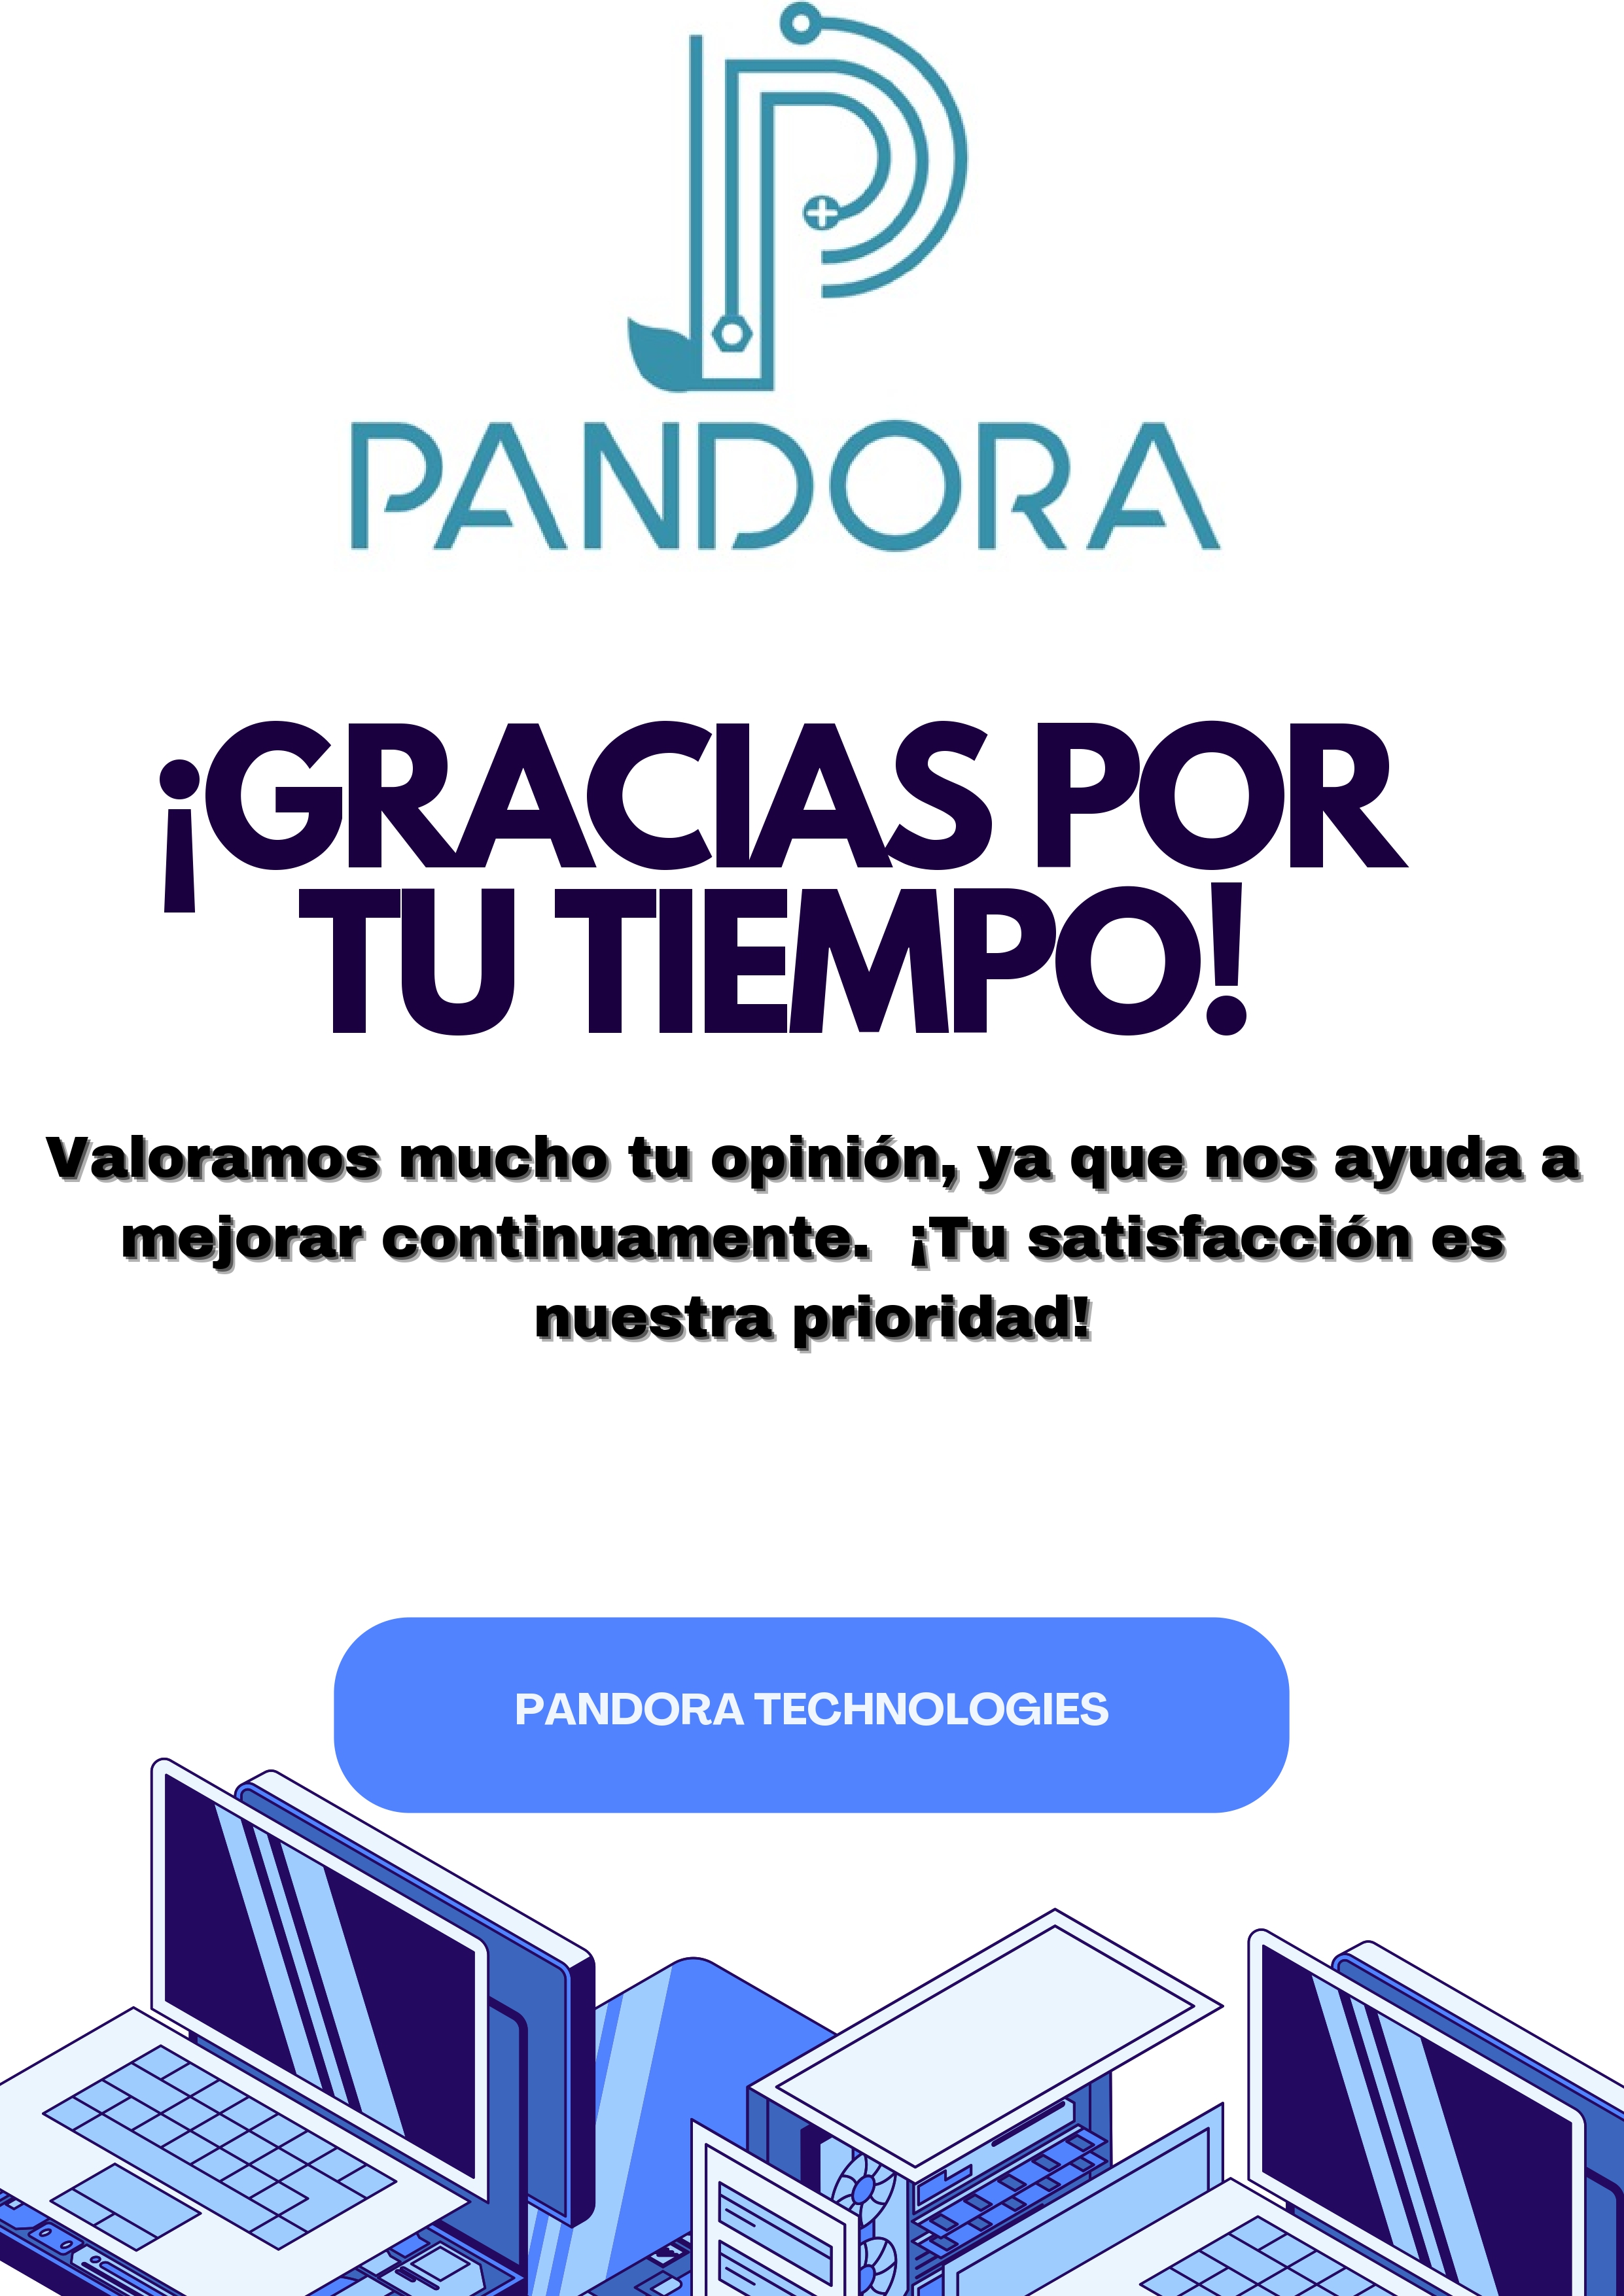 PANDORA
¡GRACIAS POR
TU TIEMPO!
Valoramos mucho tu opinión, ya que nos ayuda a
mejorar continuamente.  ¡Tu satisfacción es
nuestra prioridad!
PANDORA TECHNOLOGIES